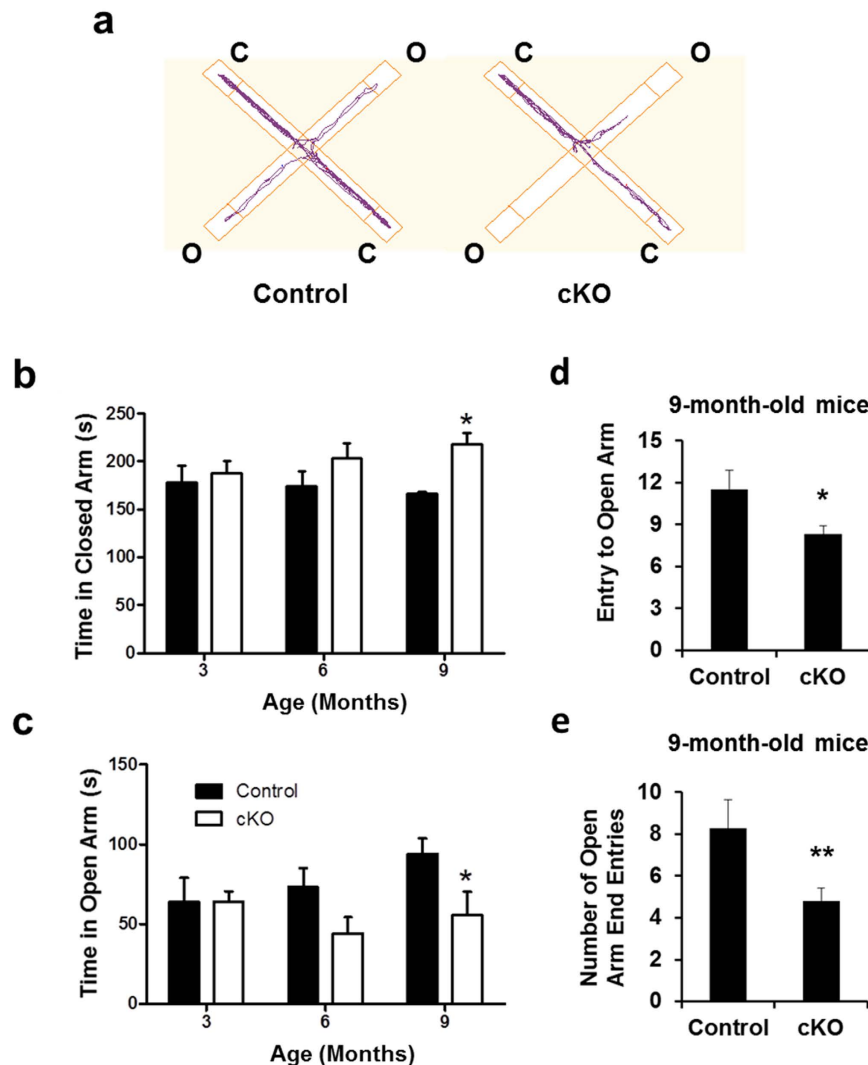 a
C O C O
O C O C
Control cKO
b
Time in Closed Arm (s)
250
200
150
100
50
0
*
3 6 9
Age (Months)
c
Time in Open Arm (s)
150
100
50
0
Control
cKO
*
3 6 9
Age (Months)
d
9-month-old mice
Entry to Open Arm
15
12
9
6
3
0
*
Control cKO
e
9-month-old mice
Number of Open
Arm End Entries
10
8
6
4
2
0
**
Control cKO